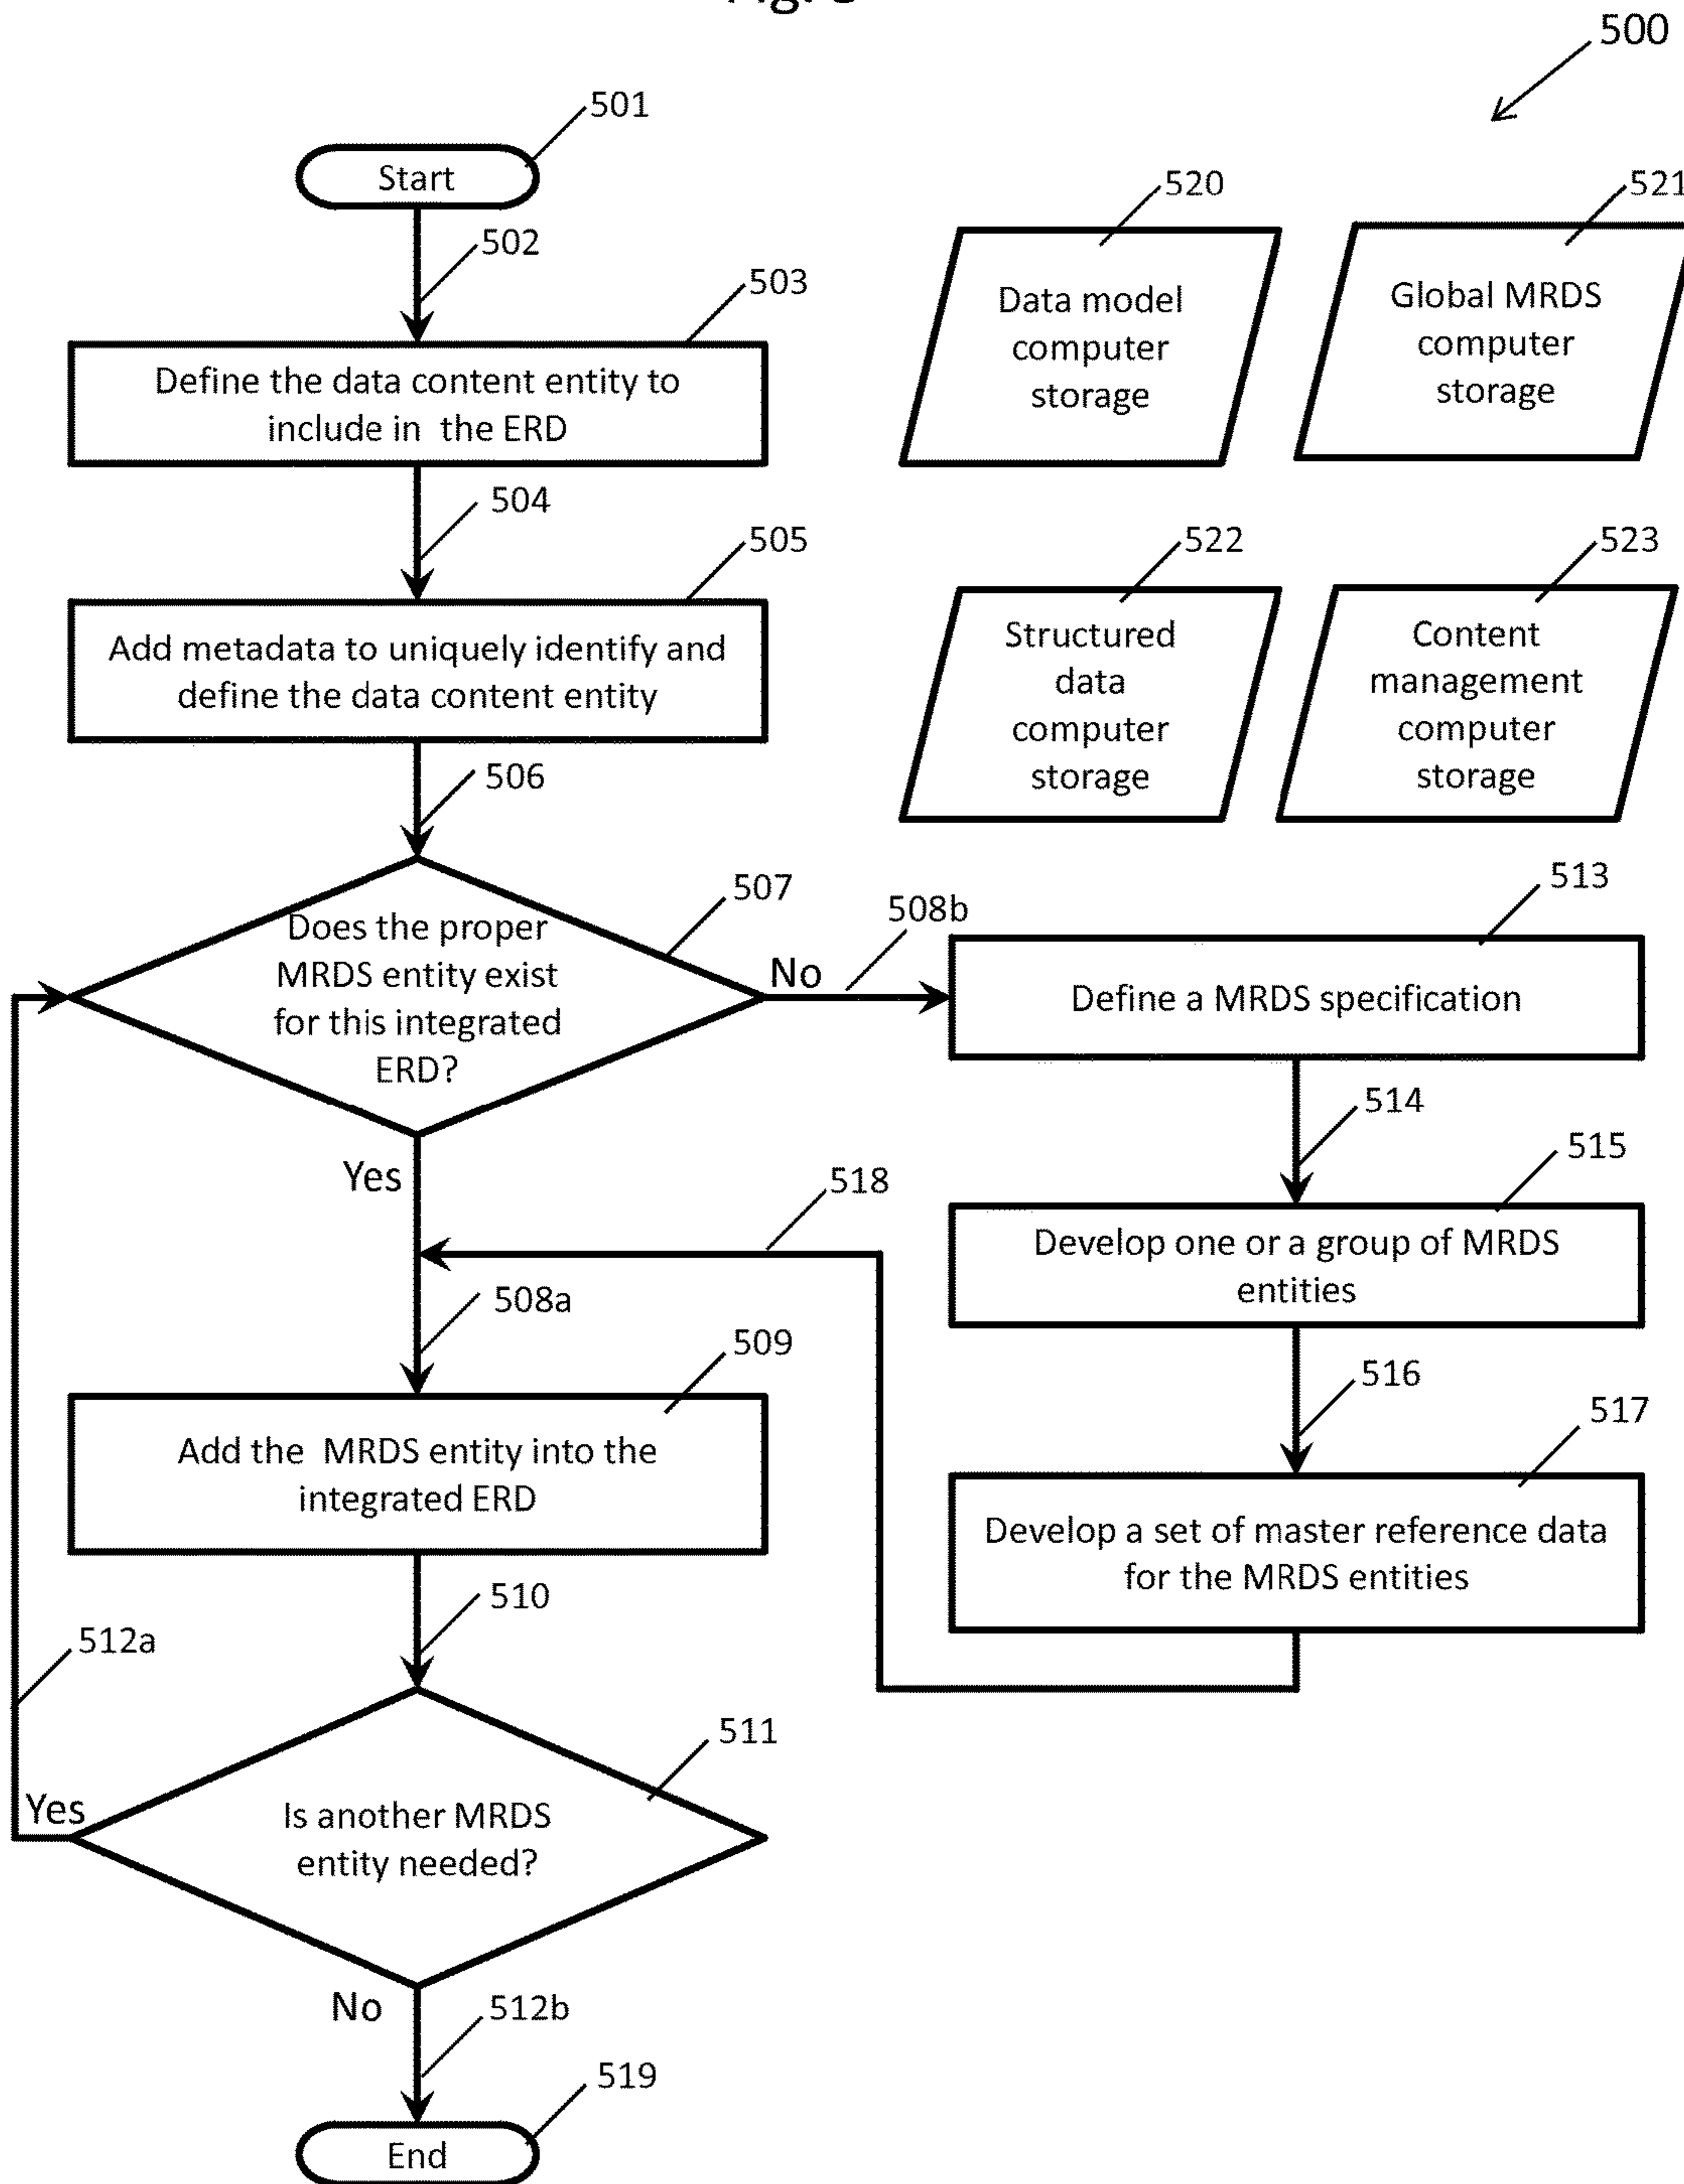 500
501
Start
502
503
Define the data content entity to
include in the ERD
504
505
Add metadata to uniquely identify and
define the data content entity
506
507
Does the proper
MRDS entity exist
for this integrated
ERD?
No
508b
Yes
518
508a
509
Add the MRDS entity into the
integrated ERD
510
512a
511
Is another MRDS
entity needed?
Yes
No
512b
519
End
520
Data model
computer
storage
521
Global MRDS
computer
storage
522
Structured
data
computer
storage
523
Content
management
computer
storage
513
Define a MRDS specification
514
515
Develop one or a group of MRDS
entities
516
517
Develop a set of master reference data
for the MRDS entities